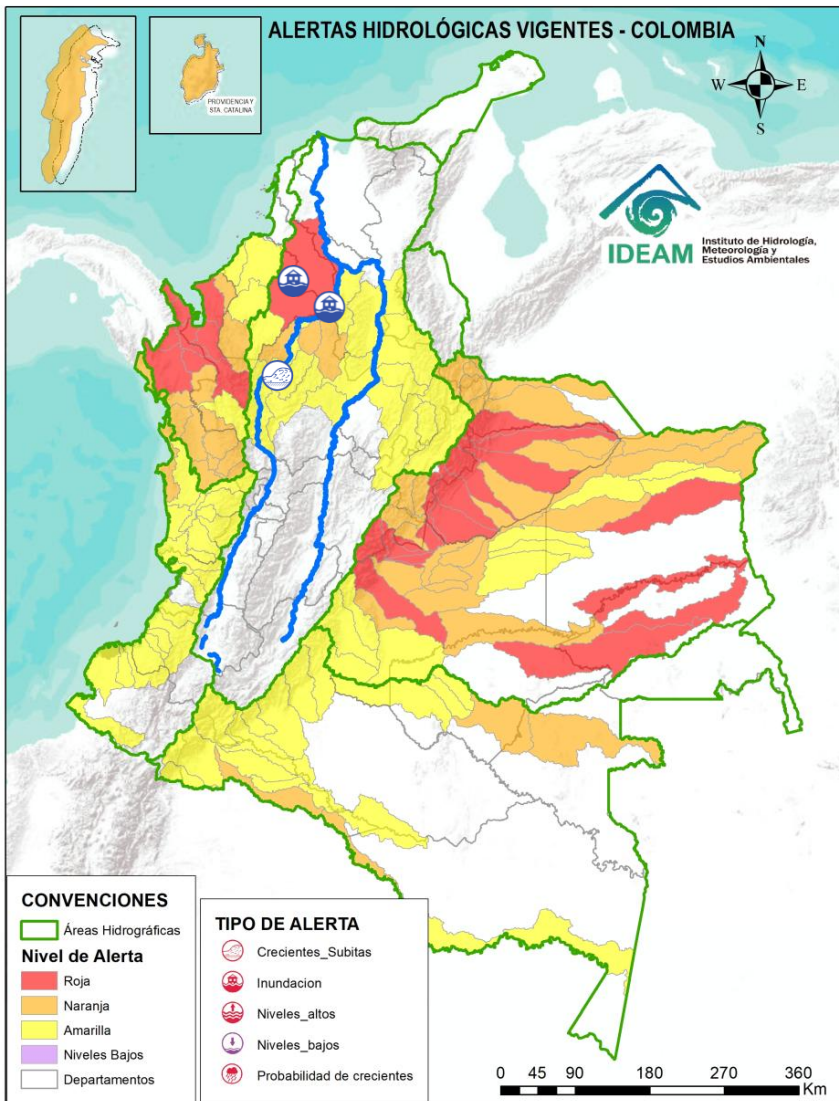 ALERTAS HIDROLÓGICAS VIGENTES - COLOMBIA
PROVIDENCIA Y
STA. CATALINA
N
W
E
S
IDEAM
Instituto de Hidrología,
Meteorología y
Estudios Ambientales
CONVENCIONES
Áreas Hidrográficas
Nivel de Alerta
Roja
Naranja
Amarilla
Niveles Bajos
Departamentos
TIPO DE ALERTA
Crecientes_Subitas
Inundacion
Niveles_altos
Niveles_bajos
Probabilidad de crecientes
0 45 90 180 270 360
Km